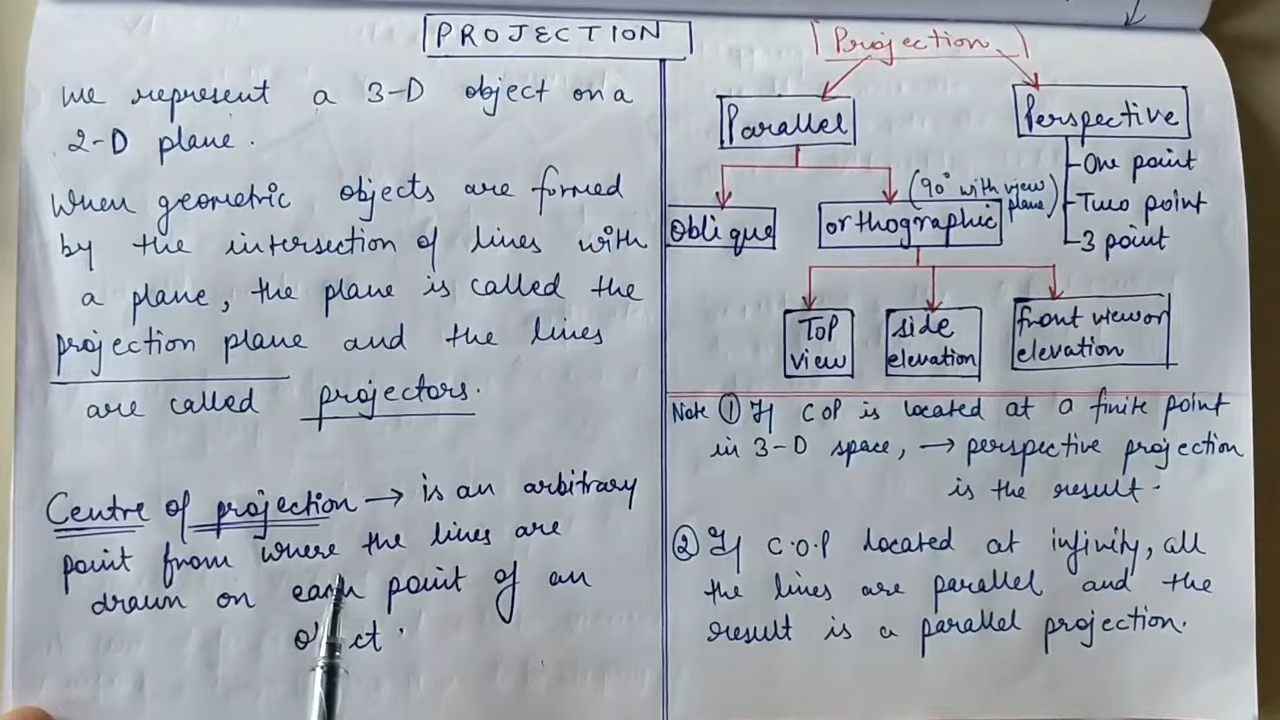 PROJECTION
We represent a 3-D object on a
2-D plane.
When geometric objects are formed
by the intersection of lines with
a plane, the plane is called the
projection plane and the lines
are called projectors.
Centre of projection → is an arbitrary
point from where the lines are
drawn on each point of an
Projection
Parallel
Perspective
One point
Two point
3 point
Oblique
orthographic
(90° with view
plane)
Top
view
side
elevation
front view or
elevation
Note ① If COP is located at a finite point
in 3-D space, → perspective projection
is the result.
② If C.O.P located at infinity, all
the lines are parallel and the
result is a parallel projection.